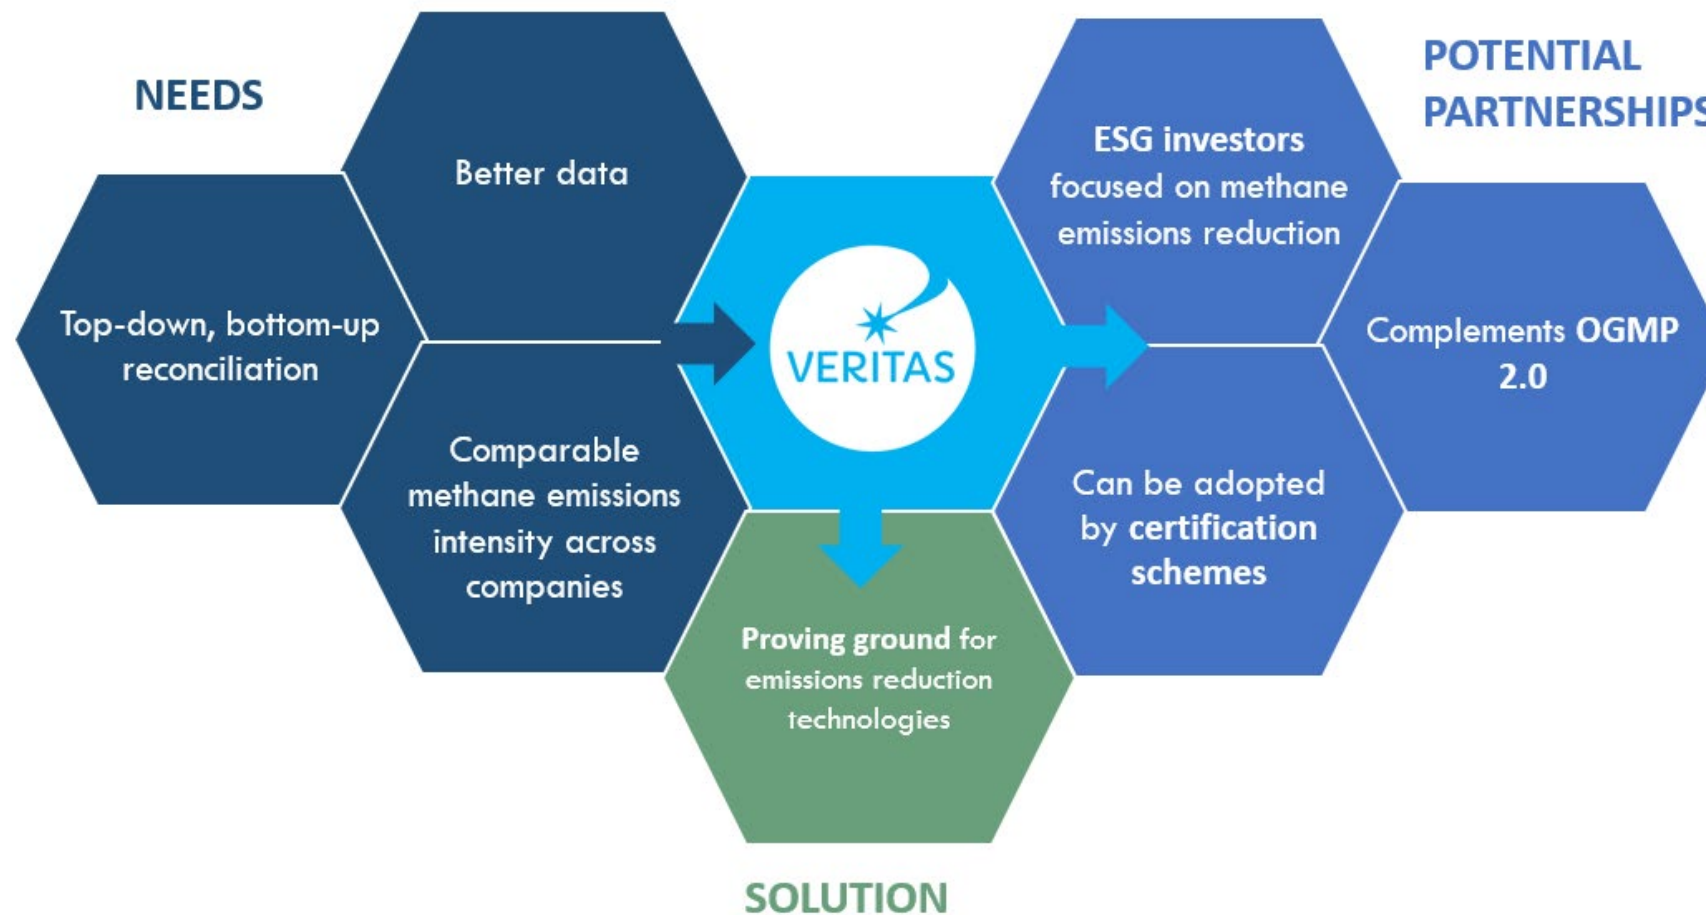 NEEDS
Better data
Top-down, bottom-up
reconciliation
Comparable
methane emissions
intensity across
companies
VERITAS
Proving ground for
emissions reduction
technologies
SOLUTION
POTENTIAL
PARTNERSHIPS
ESG investors
focused on methane
emissions reduction
Complements OGMP
2.0
Can be adopted
by certification
schemes